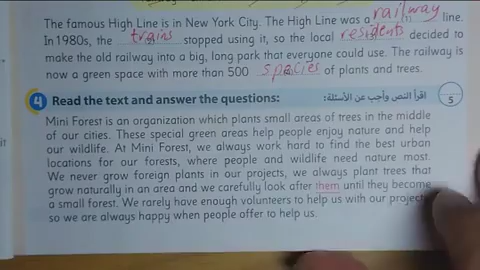 The famous High Line is in New York City. The High Line was a railway line.
In 1980s, the trains stopped using it, so the local residents decided to
make the old railway into a big, long park that everyone could use. The railway is
now a green space with more than 500 spacies of plants and trees.
4 Read the text and answer the questions: اقرأ النص وأجب عن الأسئلة: 5
Mini Forest is an organization which plants small areas of trees in the middle
of our cities. These special green areas help people enjoy nature and help
our wildlife. At Mini Forest, we always work hard to find the best urban
locations for our forests, where people and wildlife need nature most.
We never grow foreign plants in our projects, we always plant trees that
grow naturally in an area and we carefully look after them until they become
a small forest. We rarely have enough volunteers to help us with our
so we are always happy when people offer to help us.